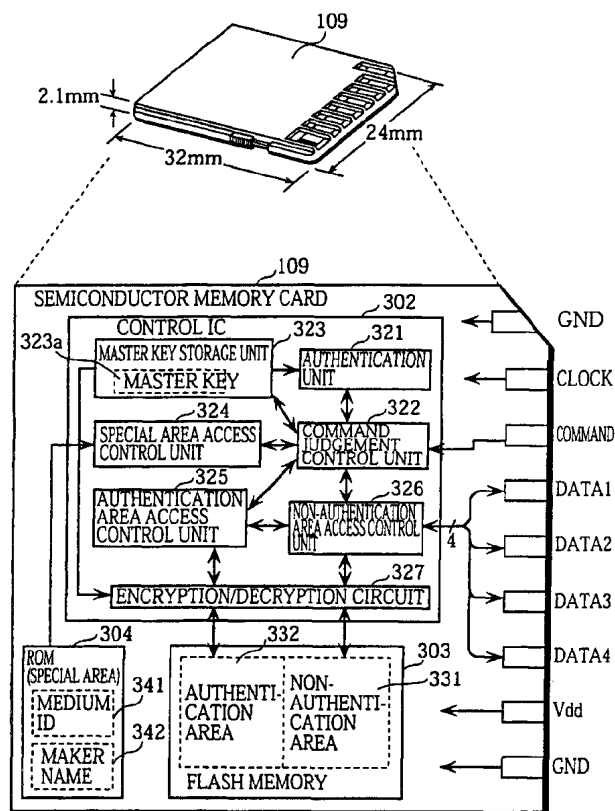 109
2.1mm
24mm
32mm
109
SEMICONDUCTOR MEMORY CARD
302
CONTROL IC
323
321
MASTER KEY STORAGE UNIT
323a
MASTER KEY
AUTHENTICATION
UNIT
324
322
SPECIAL AREA ACCESS
CONTROL UNIT
COMMAND
JUDGEMENT
CONTROL UNIT
325
326
AUTHENTICATION
AREA ACCESS
CONTROL UNIT
NON-AUTHENTICATION
AREA ACCESS CONTROL
UNIT
4
327
ENCRYPTION/DECRYPTION CIRCUIT
304
ROM
(SPECIAL AREA)
341
MEDIUM
ID
342
MAKER
NAME
332
303
331
AUTHENTI-
CATION
AREA
NON-
AUTHENTI-
CATION
AREA
FLASH MEMORY
GND
CLOCK
COMMAND
DATA1
DATA2
DATA3
DATA4
Vdd
GND